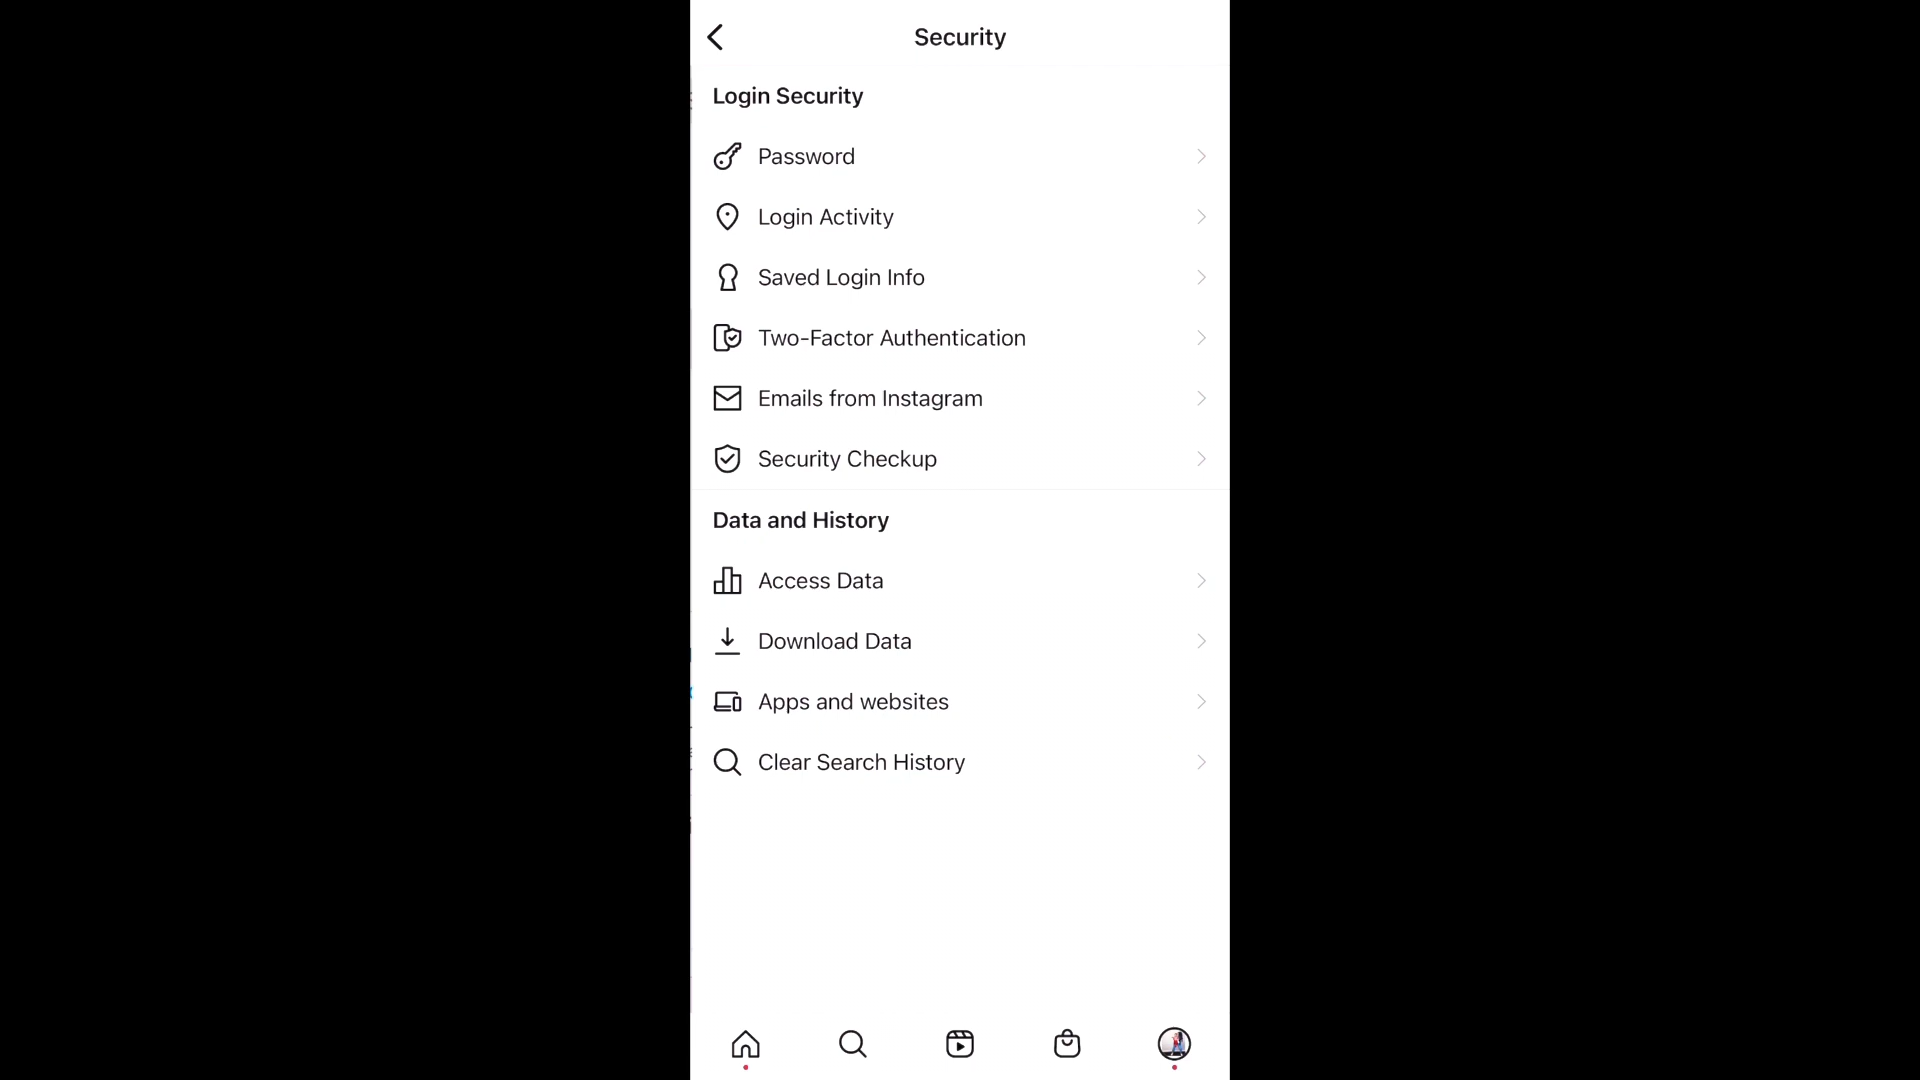 Security
Login Security
Password
Login Activity
Saved Login Info
Two-Factor Authentication
Emails from Instagram
Security Checkup
Data and History
Access Data
Download Data
Apps and websites
Clear Search History